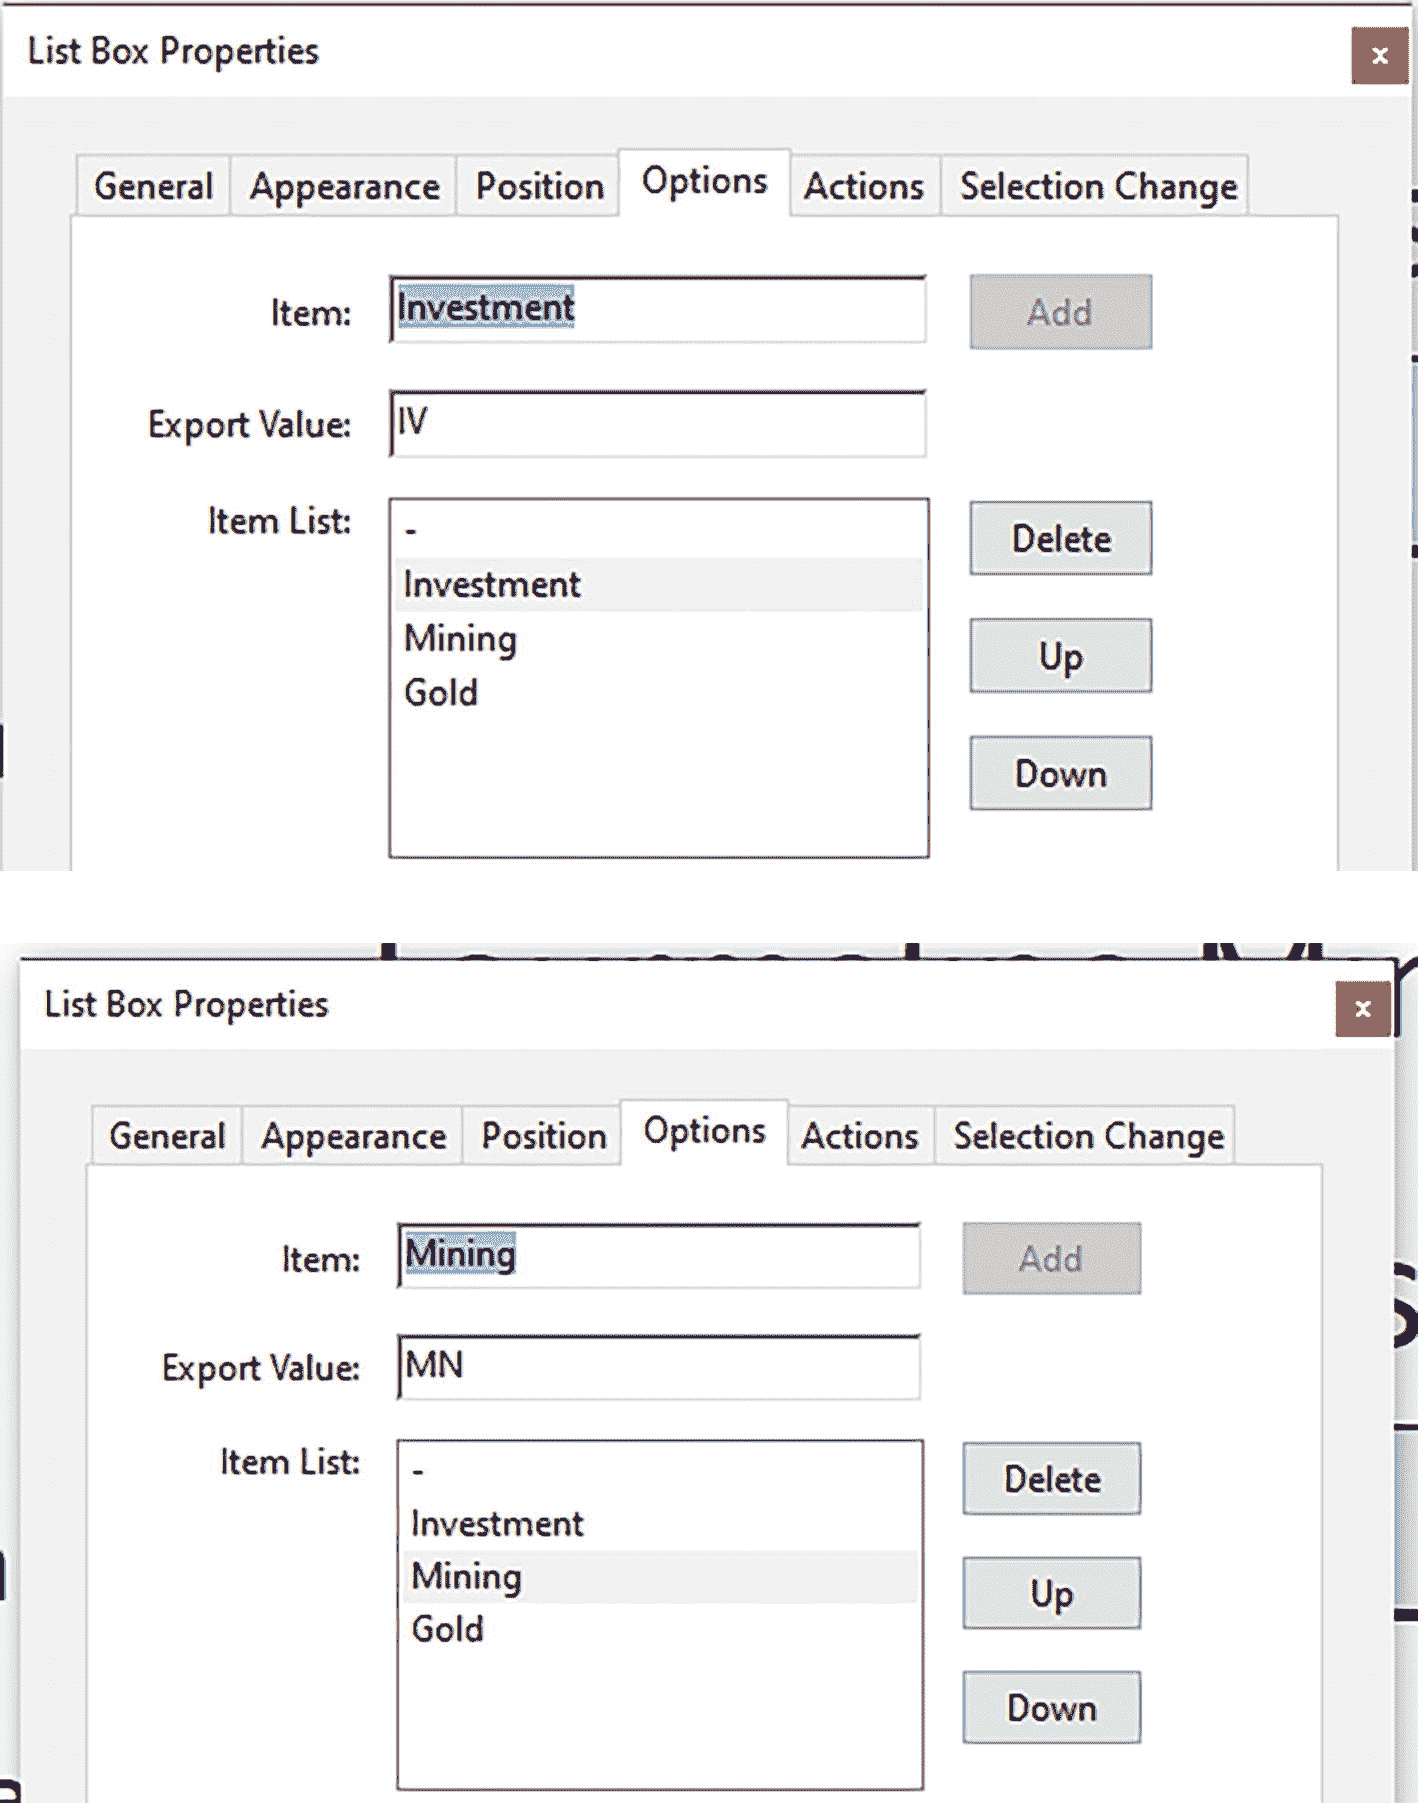 List Box Properties
x
General Appearance Position Options Actions Selection Change
Item: Investment Add
Export Value: IV
Item List: -
Investment
Mining
Gold
Delete
Up
Down
List Box Properties
x
General Appearance Position Options Actions Selection Change
Item: Mining Add
Export Value: MN
Item List: -
Investment
Mining
Gold
Delete
Up
Down